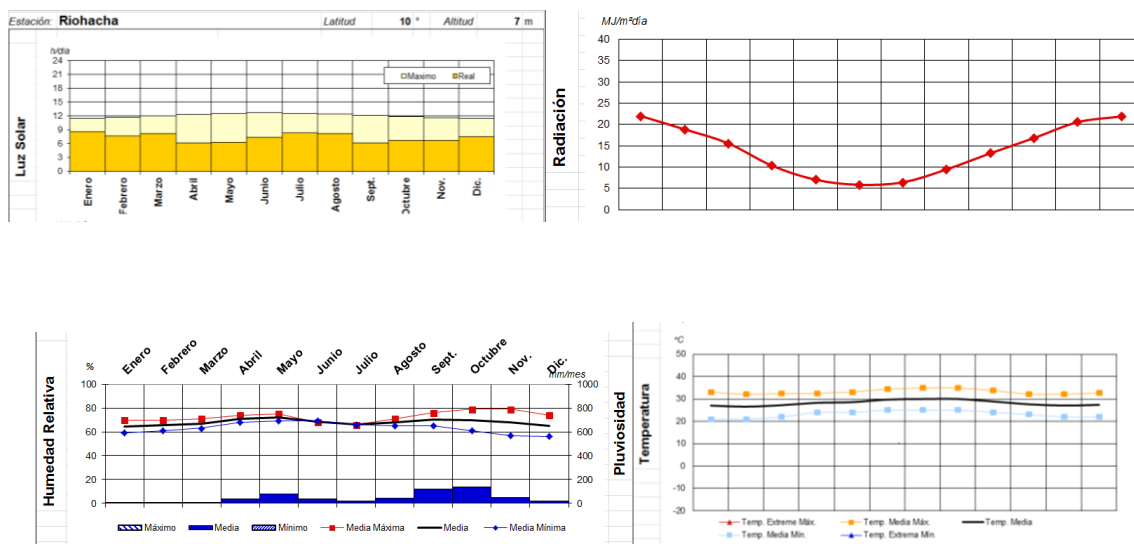 Estación: Riohacha Latitud 10 ° Altitud 7 m
Luz Solar
h/dia
24
21
18
15
12
9
6
3
0
Maximo Real
Enero Febrero Marzo Abril Mayo Junio Julio Agosto Sept. Octubre Nov. Dic.
Radiación
MJ/m²día
40
35
30
25
20
15
10
5
0
Humedad Relativa
Enero Febrero Marzo Abril Mayo Junio Julio Agosto Sept. Octubre Nov. Dic.
% mm/mes
100 1000
80 800
60 600
40 400
20 200
0 0
Máximo Media Mínimo Media Máxima Media Media Mínima
Pluviosidad
Temperatura
°C
50
40
30
20
10
0
-10
-20
Temp. Extreme Máx. Temp. Media Máx. Temp. Media
Temp. Media Mín. Temp. Extrema Mín.